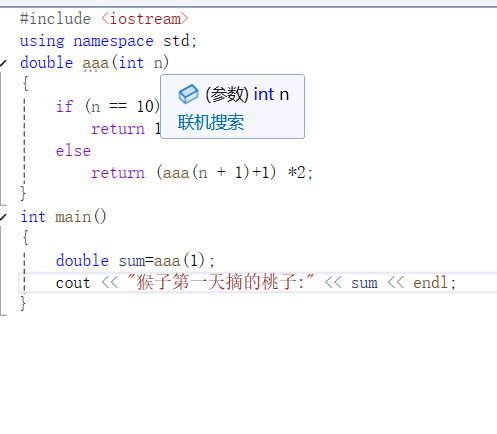 #include <iostream>
using namespace std;
double aaa(int n)
{
if (n == 10)
(参数) int n
return 1
联机搜索
else
return (aaa(n + 1)+1) *2;
}
int main()
{
double sum=aaa(1);
cout << "猴子第一天摘的桃子:" << sum << endl;
}